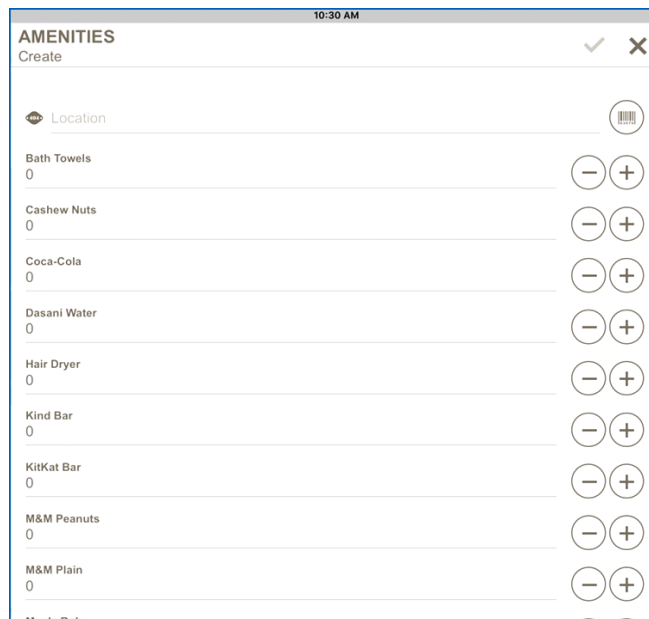 10:30 AM
AMENITIES
Create
Location
Bath Towels
0
Cashew Nuts
0
Coca-Cola
0
Dasani Water
0
Hair Dryer
0
Kind Bar
0
KitKat Bar
0
M&M Peanuts
0
M&M Plain
0